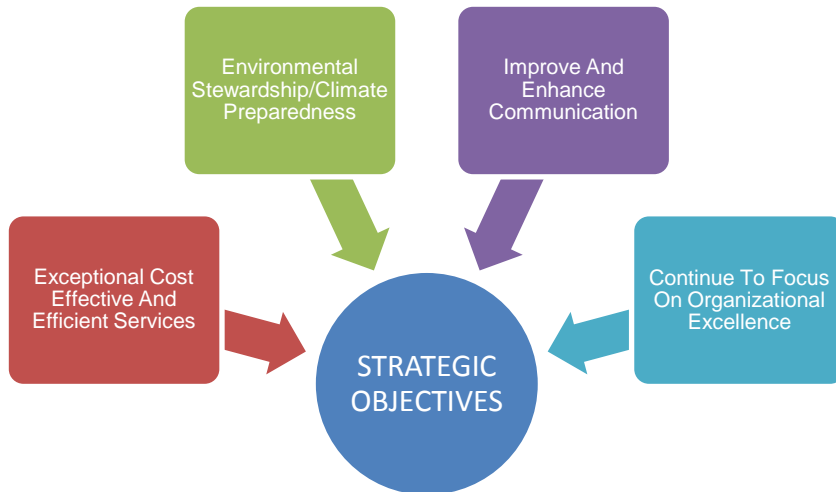 Environmental
Stewardship/Climate
Preparedness
Improve And
Enhance
Communication
Exceptional Cost
Effective And
Efficient Services
Continue To Focus
On Organizational
Excellence
STRATEGIC
OBJECTIVES